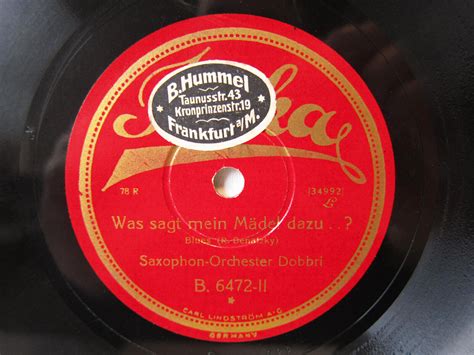 B. Hummel
Taunusstr. 43
Kronprinzenstr. 19
Frankfurt a/M.
78 R
(34992)
Was sagt mein Mädel dazu . . ?
Blues (R. Benatzky)
Saxophon-Orchester Dobbri
B. 6472-II
CARL LINDSTRÖM A.-G.
GERMANY